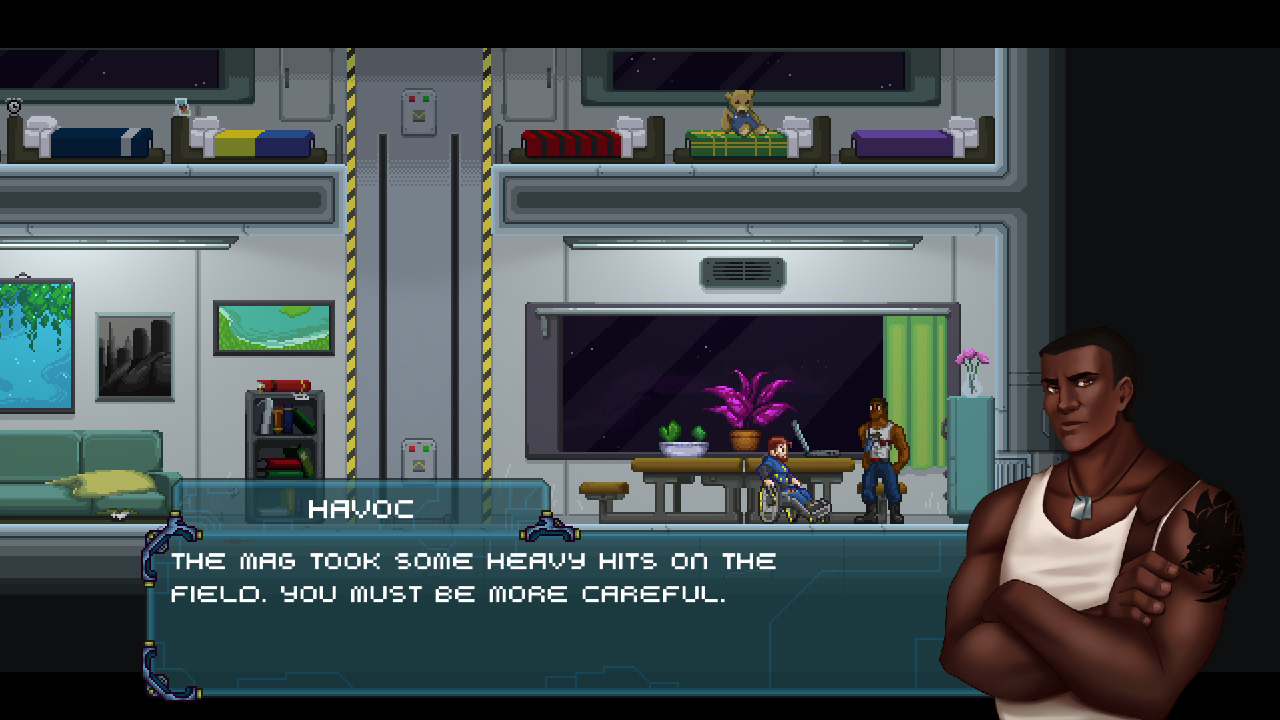 HAVOC
THE MAG TOOK SOME HEAVY HITS ON THE
FIELD. YOU MUST BE MORE CAREFUL.